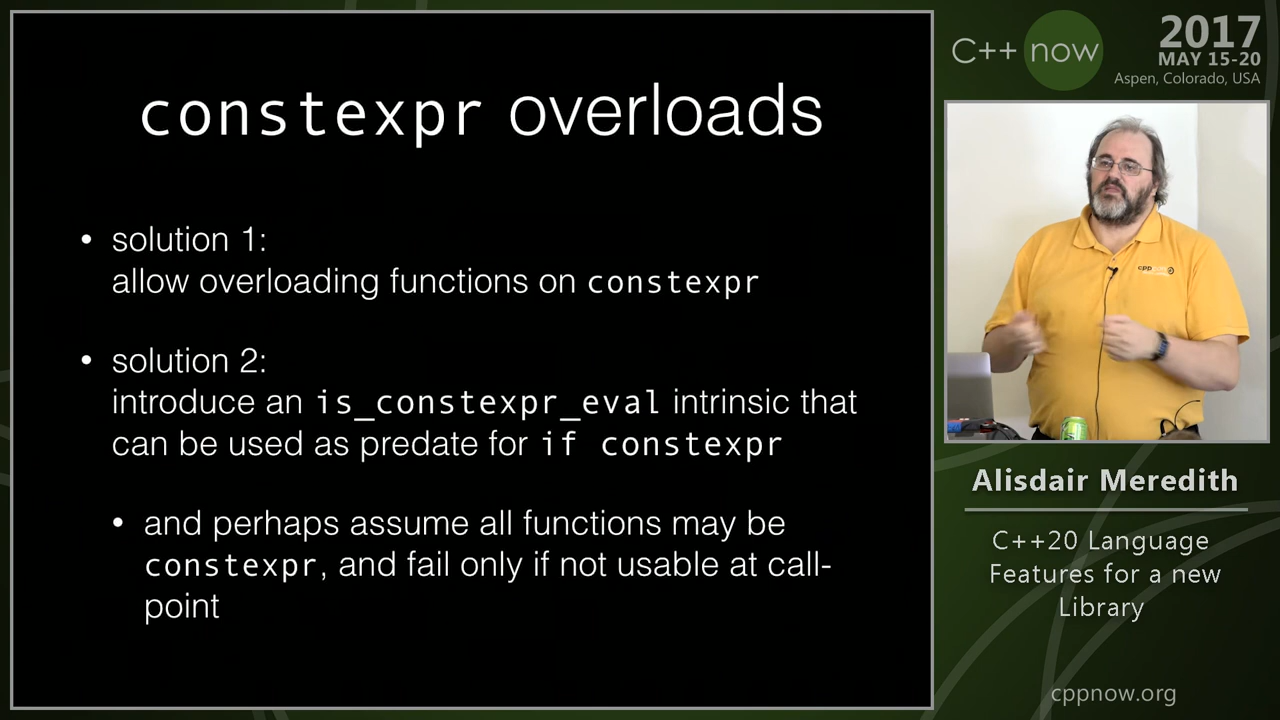 constexpr overloads
• solution 1:
allow overloading functions on constexpr
• solution 2:
introduce an is_constexpr_eval intrinsic that
can be used as predate for if constexpr
• and perhaps assume all functions may be
constexpr, and fail only if not usable at call-
point
C++ now
2017
MAY 15-20
Aspen, Colorado, USA
Alisdair Meredith
C++20 Language
Features for a new
Library
cppnow.org